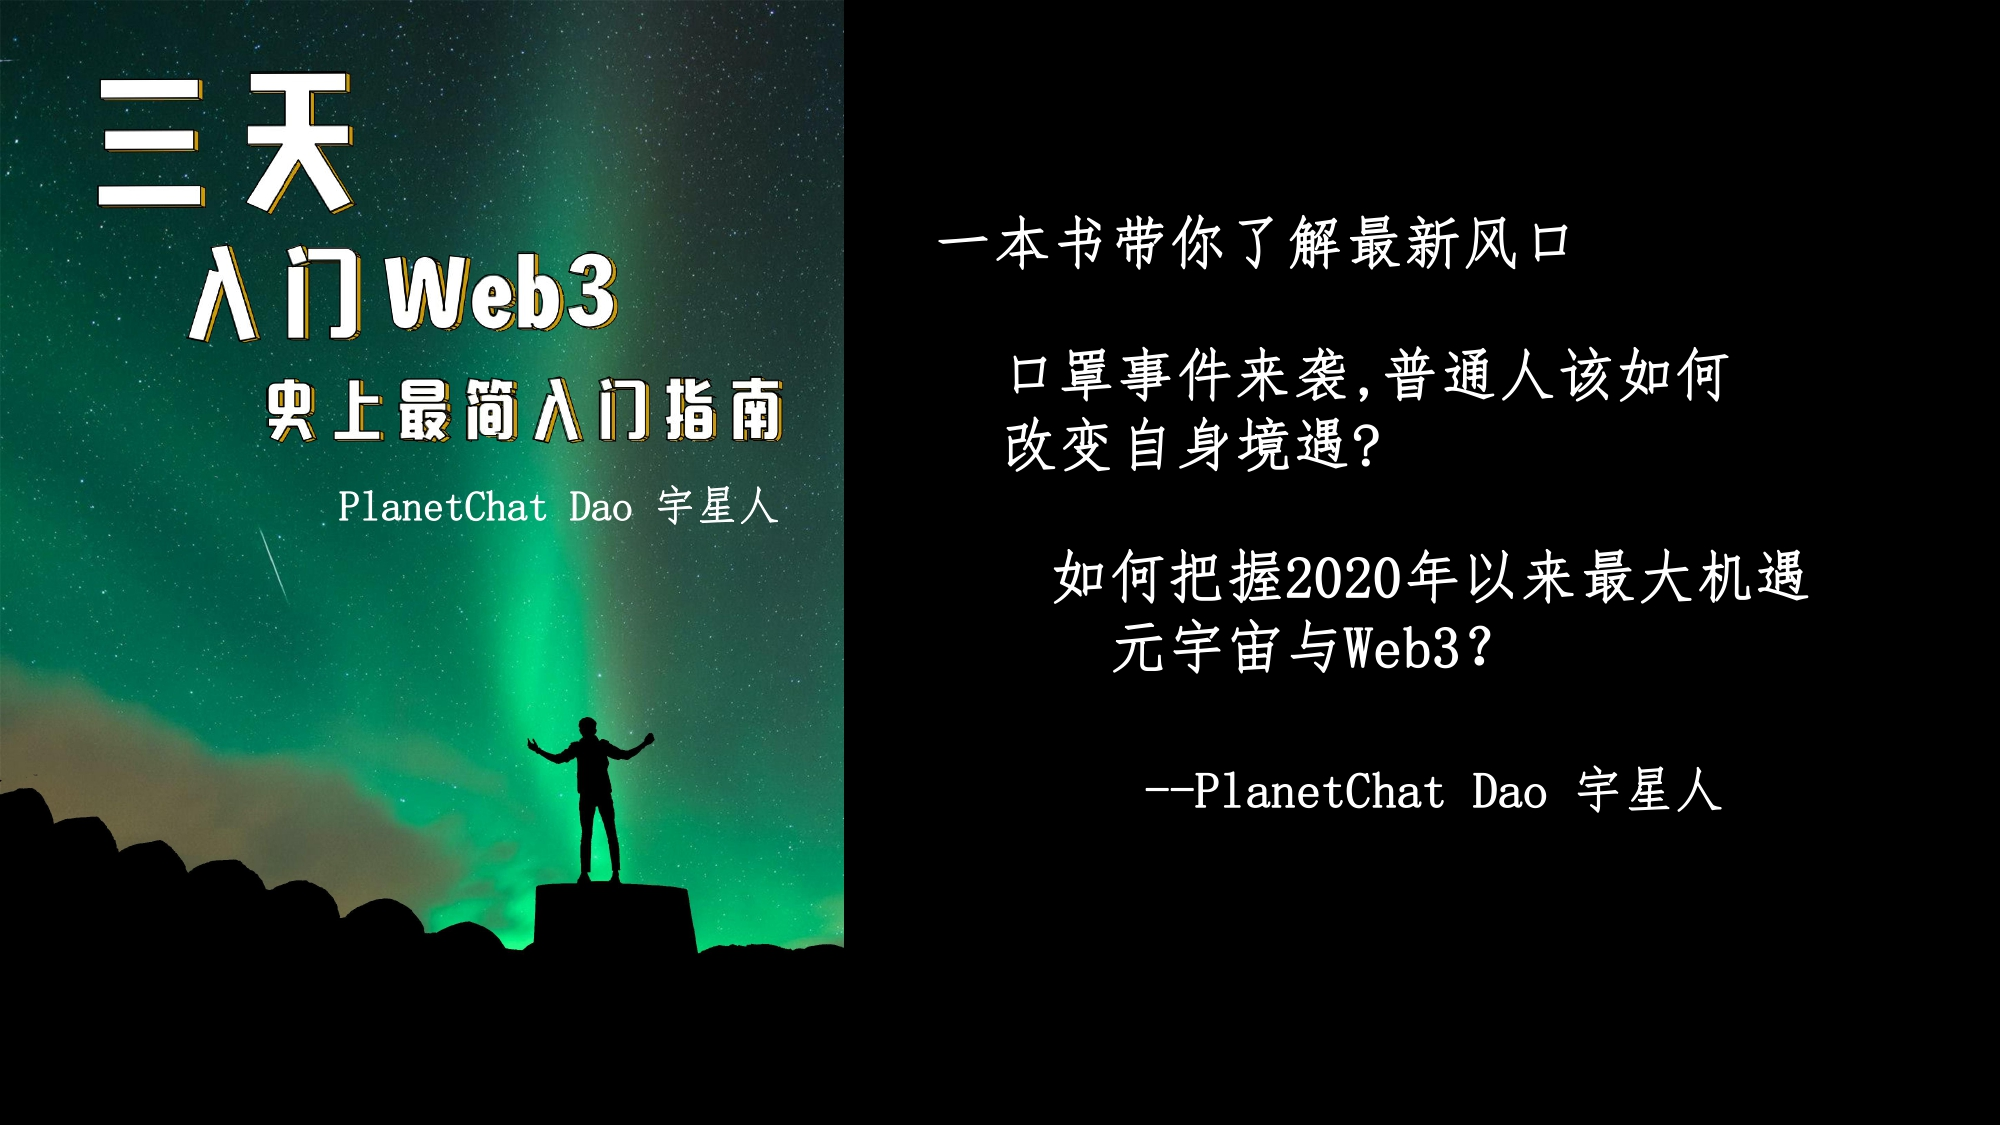 三天
入门Web3
史上最简入门指南
PlanetChat Dao 宇星人
一本书带你了解最新风口
口罩事件来袭,普通人该如何
改变自身境遇?
如何把握2020年以来最大机遇
元宇宙与Web3?
--PlanetChat Dao 宇星人